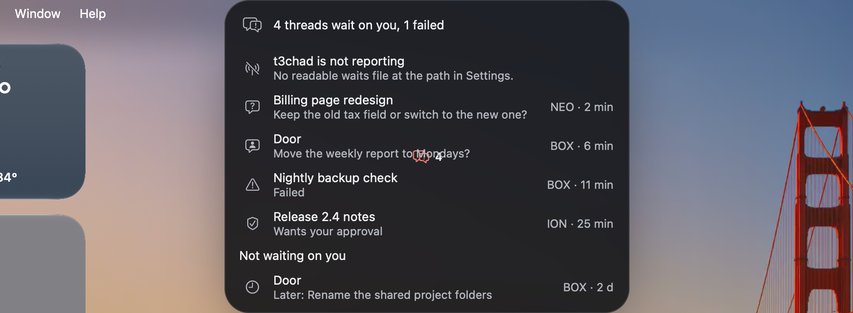 Window Help
o
34°
4 threads wait on you, 1 failed
t3chad is not reporting
No readable waits file at the path in Settings.
Billing page redesign
Keep the old tax field or switch to the new one?
NEO · 2 min
Door
Move the weekly report to Mondays?
BOX · 6 min
4
Nightly backup check
Failed
BOX · 11 min
Release 2.4 notes
Wants your approval
ION · 25 min
Not waiting on you
Door
Later: Rename the shared project folders
BOX · 2 d